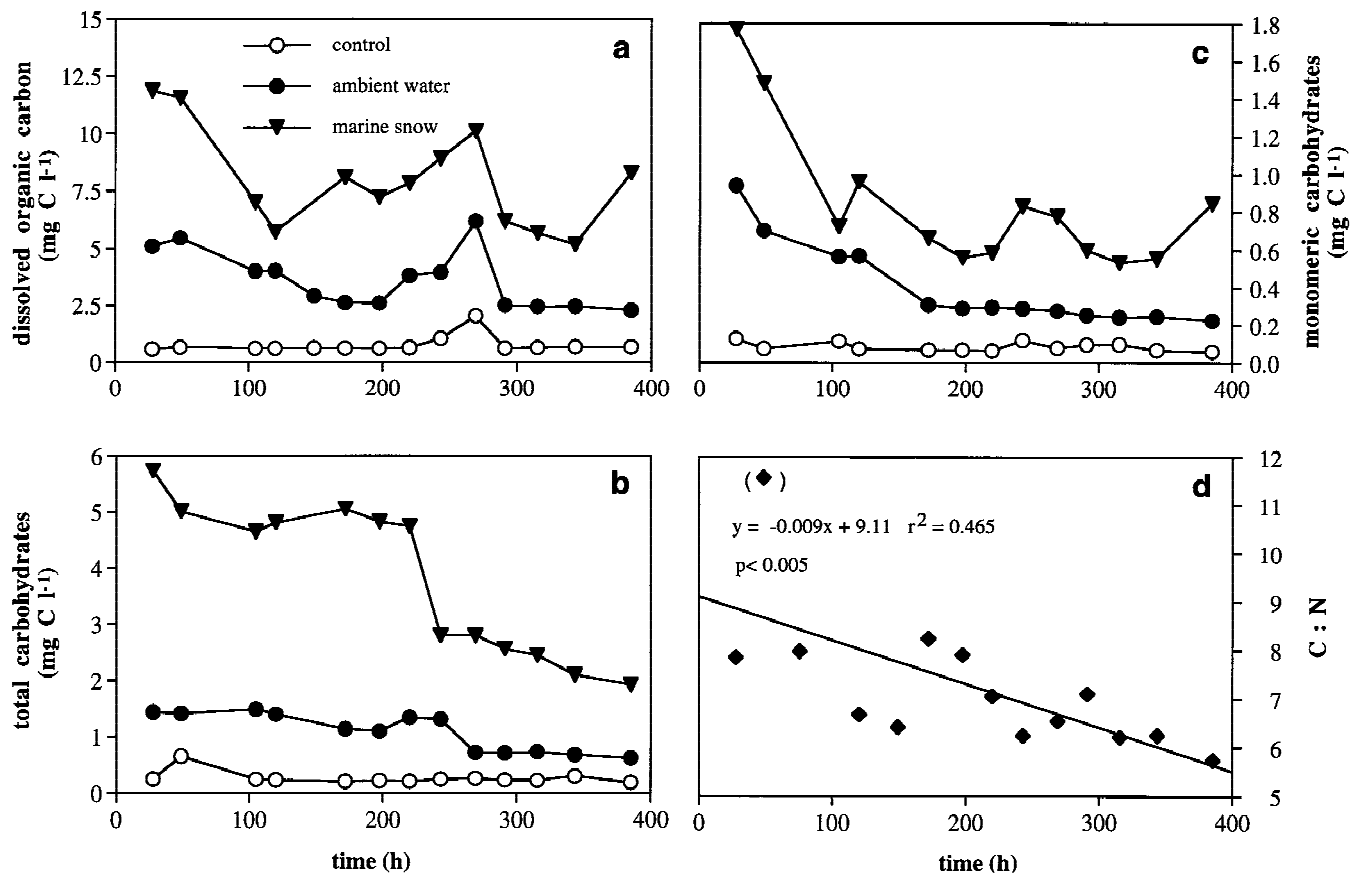 a
control
ambient water
marine snow
15
12.5
10
7.5
5
2.5
0
dissolved organic carbon
(mg C l-1)
0 100 200 300 400
c
1.8
1.6
1.4
1.2
1.0
0.8
0.6
0.4
0.2
0.0
monomeric carbohydrates
(mg C l-1)
0 100 200 300 400
b
6
5
4
3
2
1
0
total carbohydrates
(mg C l-1)
0 100 200 300 400
time (h)
d
( )
y = -0.009x + 9.11 r2 = 0.465
p< 0.005
12
11
10
9
8
7
6
5
C : N
0 100 200 300 400
time (h)